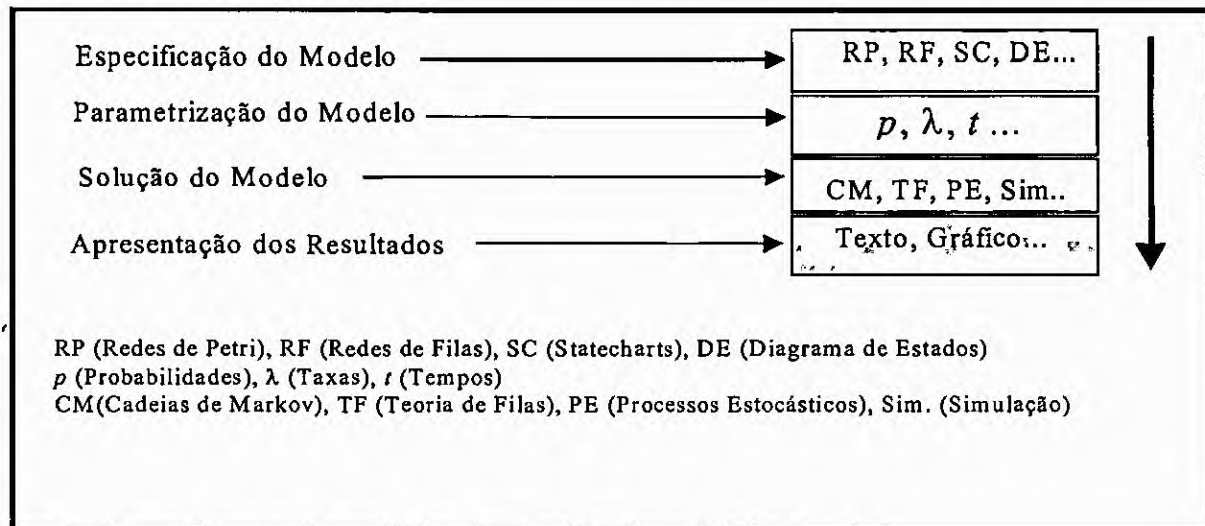 Especificação do Modelo
RP, RF, SC, DE...
Parametrização do Modelo
p, λ, t ...
Solução do Modelo
CM, TF, PE, Sim..
Apresentação dos Resultados
Texto, Gráfico...
RP (Redes de Petri), RF (Redes de Filas), SC (Statecharts), DE (Diagrama de Estados)
p (Probabilidades), λ (Taxas), t (Tempos)
CM(Cadeias de Markov), TF (Teoria de Filas), PE (Processos Estocásticos), Sim. (Simulação)